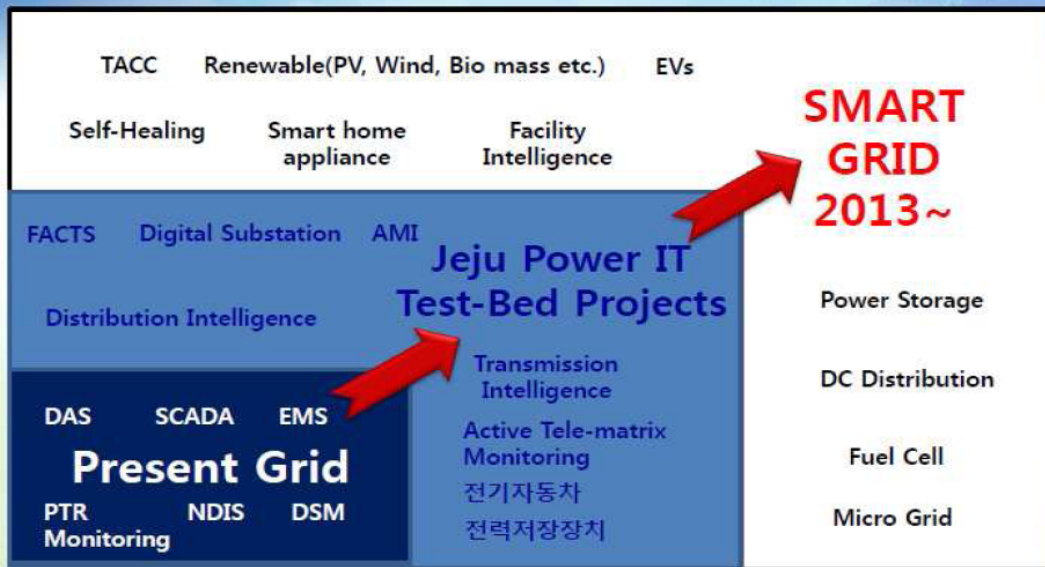 TACC Renewable(PV, Wind, Bio mass etc.) EVs
Self-Healing
Smart home
appliance
Facility
Intelligence
SMART
GRID
2013~
FACTS Digital Substation AMI
Jeju Power IT
Test-Bed Projects
Distribution Intelligence
Power Storage
Transmission
Intelligence
DC Distribution
DAS SCADA EMS
Active Tele-matrix
Monitoring
Present Grid
Fuel Cell
전기자동차
PTR
Monitoring
NDIS DSM
전력저장장치
Micro Grid